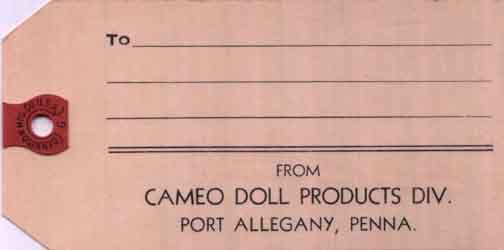 To
FROM
CAMEO DOLL PRODUCTS DIV.
PORT ALLEGANY, PENNA.